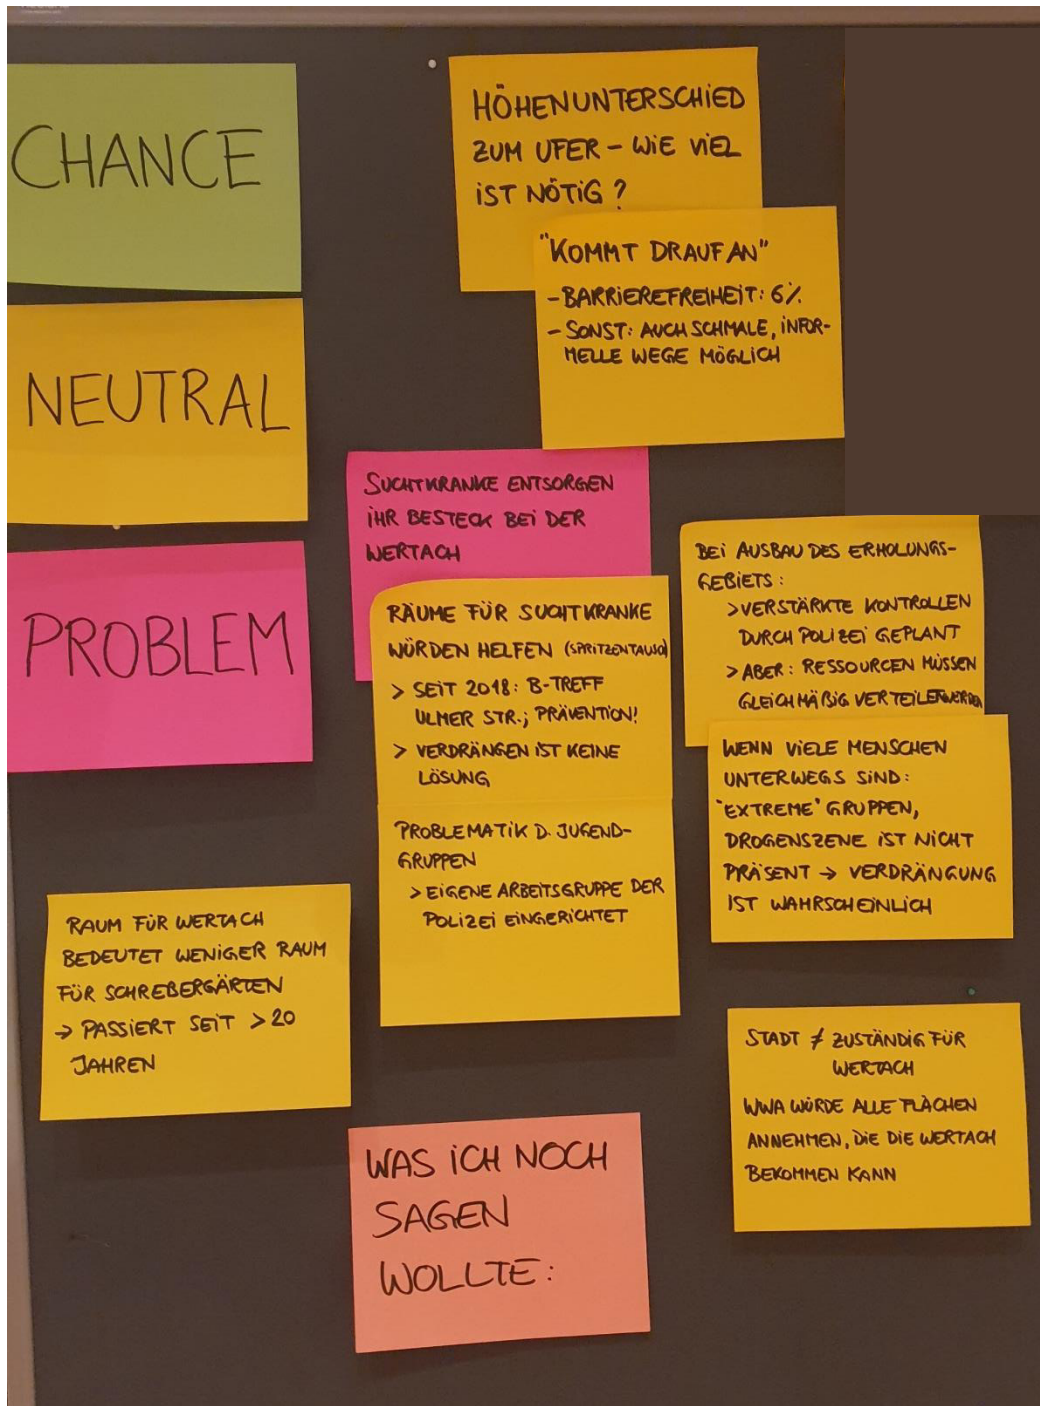 CHANCE
NEUTRAL
PROBLEM
HÖHENUNTERSCHIED
ZUM UFER – WIE VIEL
IST NÖTIG ?
"KOMMT DRAUF AN"
- BARRIEREFREIHEIT: 6%
- SONST: AUCH SCHMALE, INFOR-
MELLE WEGE MÖGLICH
SUCHTKRANKE ENTSORGEN
IHR BESTECK BEI DER
WERTACH
RÄUME FÜR SUCHTKRANKE
WÜRDEN HELFEN (SPRITZENTAUSCH)
> SEIT 2018: B-TREFF
ULMER STR.; PRÄVENTION!
> VERDRÄNGEN IST KEINE
LÖSUNG
PROBLEMATIK D. JUGEND-
GRUPPEN
> EIGENE ARBEITSGRUPPE DER
POLIZEI EINGERICHTET
BEI AUSBAU DES ERHOLUNGS-
GEBIETS :
> VERSTÄRKTE KONTROLLEN
DURCH POLIZEI GEPLANT
> ABER: RESSOURCEN MÜSSEN
GLEICHMÄßIG VERTEILT WERDEN
WENN VIELE MENSCHEN
UNTERWEGS SIND:
"EXTREME" GRUPPEN,
DROGENSZENE IST NICHT
PRÄSENT → VERDRÄNGUNG
IST WAHRSCHEINLICH
RAUM FÜR WERTACH
BEDEUTET WENIGER RAUM
FÜR SCHREBERGÄRTEN
→ PASSIERT SEIT > 20
JAHREN
STADT ≠ ZUSTÄNDIG FÜR
WERTACH
WWA WÜRDE ALLE FLÄCHEN
ANNEHMEN, DIE DIE WERTACH
BEKOMMEN KANN
WAS ICH NOCH
SAGEN
WOLLTE: